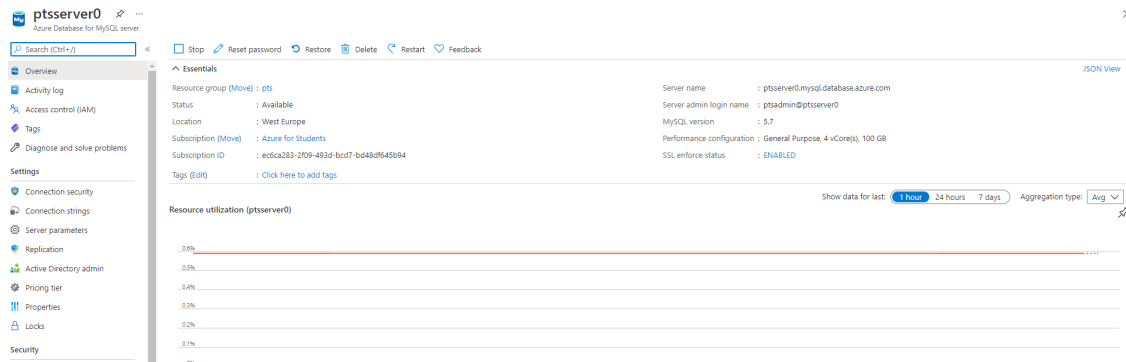 ptsserver0
Azure Database for MySQL server
Search (Ctrl+/)
Overview
Activity log
Access control (IAM)
Tags
Diagnose and solve problems
Settings
Connection security
Connection strings
Server parameters
Replication
Active Directory admin
Pricing tier
Properties
Locks
Security
Stop Reset password Restore Delete Restart Feedback
Essentials
JSON View
Resource group (Move) : pts
Status : Available
Location : West Europe
Subscription (Move) : Azure for Students
Subscription ID : ec6ca283-2f09-493d-bcd7-bd48df645b94
Tags (Edit) : Click here to add tags
Server name : ptsserver0.mysql.database.azure.com
Server admin login name : ptsadmin@ptsserver0
MySQL version : 5.7
Performance configuration : General Purpose, 4 vCore(s), 100 GB
SSL enforce status : ENABLED
Show data for last: 1 hour 24 hours 7 days Aggregation type: Avg
Resource utilization (ptsserver0)
0.6%
0.5%
0.4%
0.3%
0.2%
0.1%